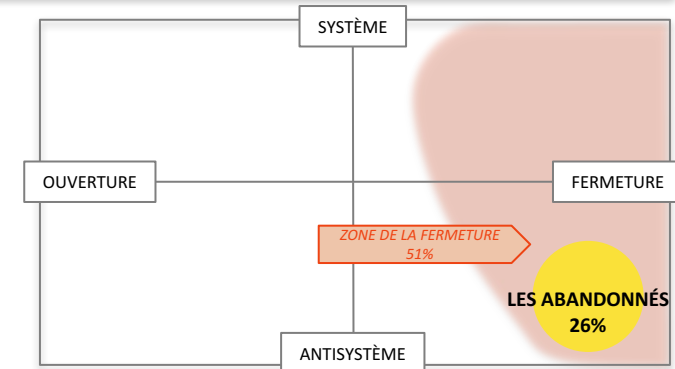 SYSTÈME
OUVERTURE
FERMETURE
ZONE DE LA FERMETURE
51%
LES ABANDONNÉS
26%
ANTISYSTÈME